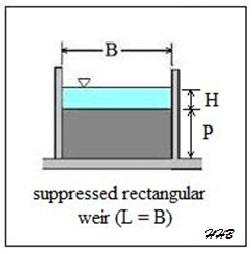 B
H
P
suppressed rectangular
weir (L = B)
HHB